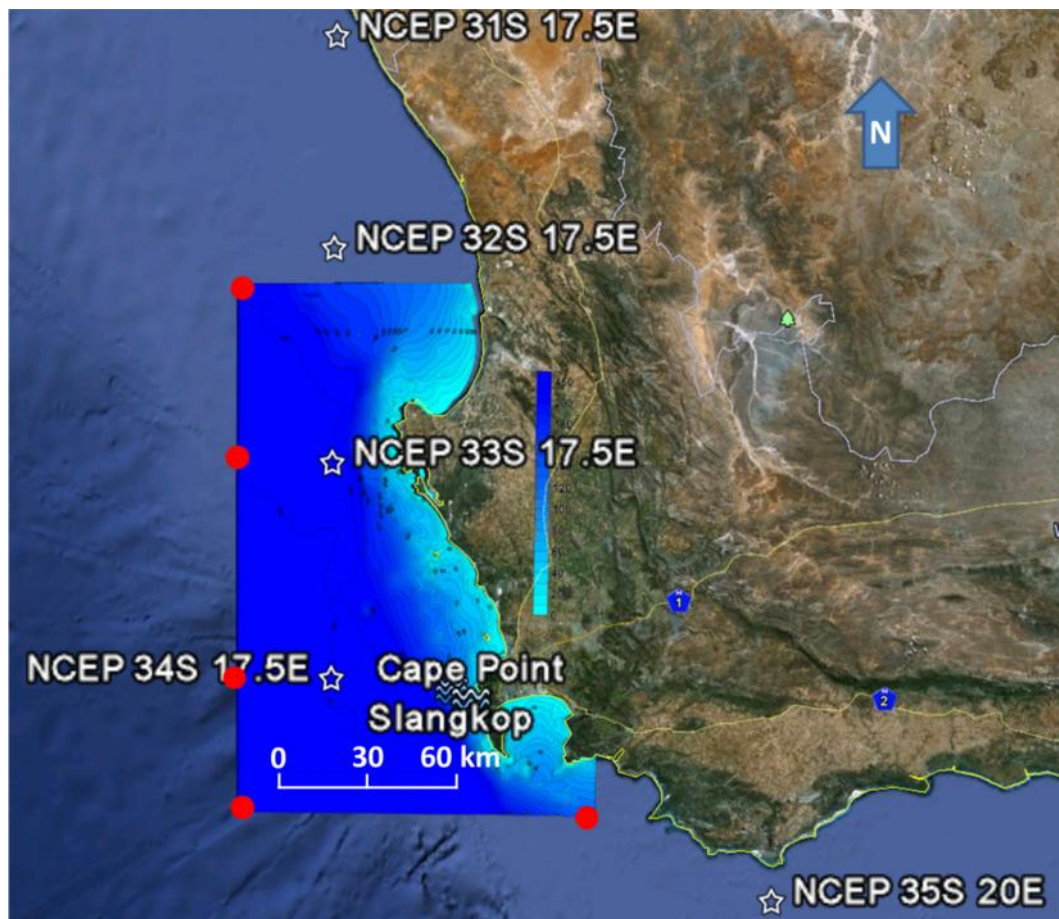 NCEP 31S 17.5E
N
NCEP 32S 17.5E
NCEP 33S 17.5E
1
NCEP 34S 17.5E
Cape Point
Slangkop
2
0 30 60 km
NCEP 35S 20E